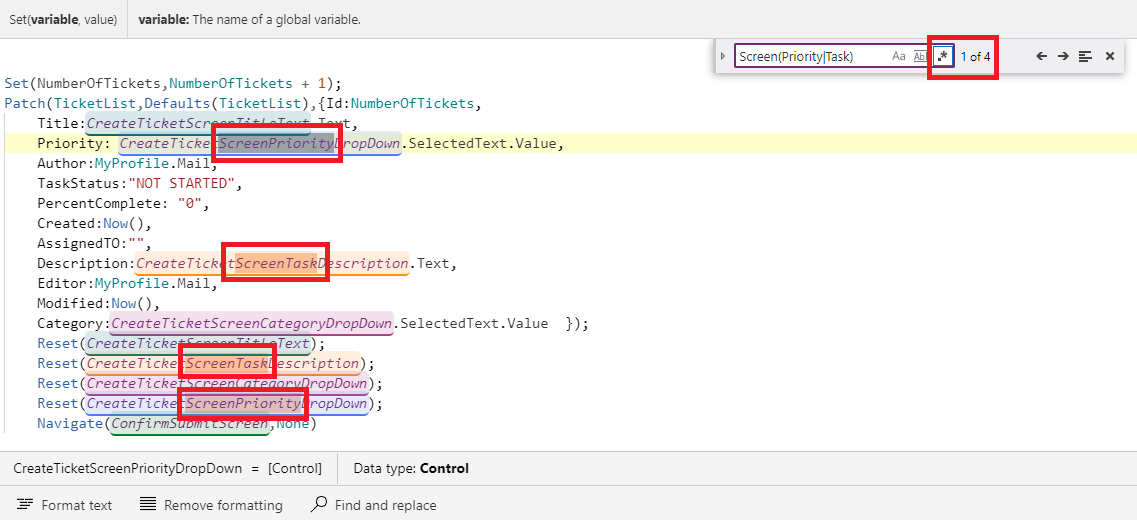 Set(variable, value) variable: The name of a global variable.
Screen(Priority|Task) Aa Abl .* 1 of 4
Set(NumberOfTickets,NumberOfTickets + 1);
Patch(TicketList,Defaults(TicketList),{Id:NumberOfTickets,
Title:CreateTicketScreenTitleText.Text,
Priority: CreateTicketScreenPriorityDropDown.SelectedText.Value,
Author:MyProfile.Mail,
TaskStatus:"NOT STARTED",
PercentComplete: "0",
Created:Now(),
AssignedTO:"",
Description:CreateTicketScreenTaskDescription.Text,
Editor:MyProfile.Mail,
Modified:Now(),
Category:CreateTicketScreenCategoryDropDown.SelectedText.Value });
Reset(CreateTicketScreenTitleText);
Reset(CreateTicketScreenTaskDescription);
Reset(CreateTicketScreenCategoryDropDown);
Reset(CreateTicketScreenPriorityDropDown);
Navigate(ConfirmSubmitScreen,None)
CreateTicketScreenPriorityDropDown = [Control] Data type: Control
Format text Remove formatting Find and replace